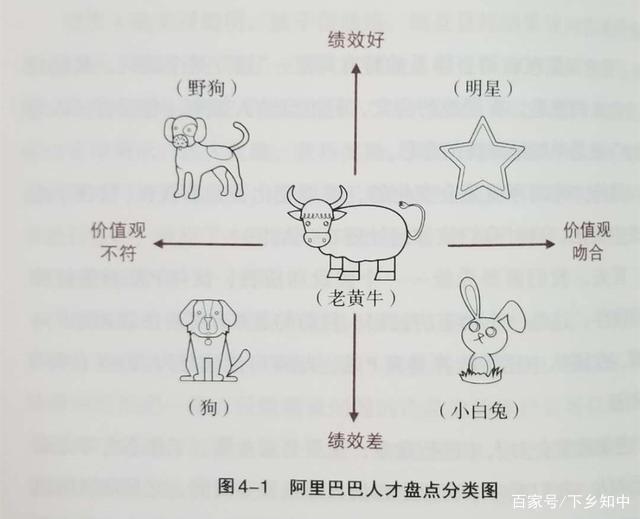 绩效好
（野狗）
（明星）
价值观
不符
价值观
吻合
（老黄牛）
（狗）
（小白兔）
绩效差
图4-1 阿里巴巴人才盘点分类图
百家号/下乡知中